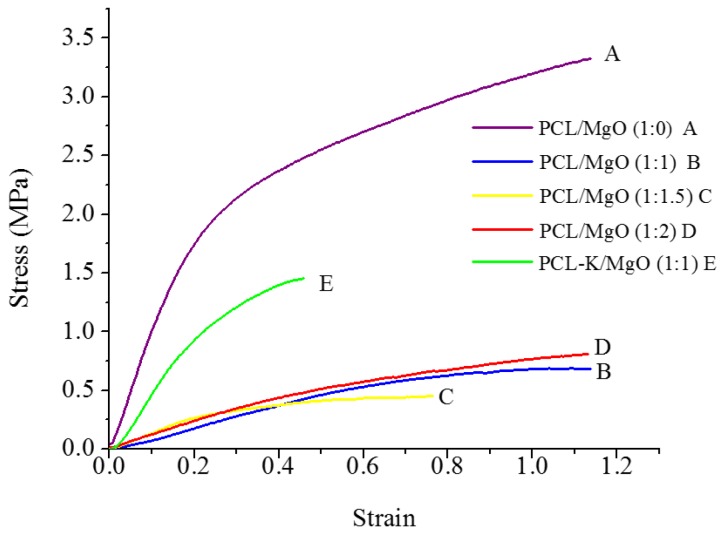 3.5
3.0
2.5
2.0
1.5
1.0
0.5
0.0
Stress (MPa)
A
PCL/MgO (1:0) A
PCL/MgO (1:1) B
PCL/MgO (1:1.5) C
PCL/MgO (1:2) D
PCL-K/MgO (1:1) E
E
D
B
C
0.0 0.2 0.4 0.6 0.8 1.0 1.2
Strain